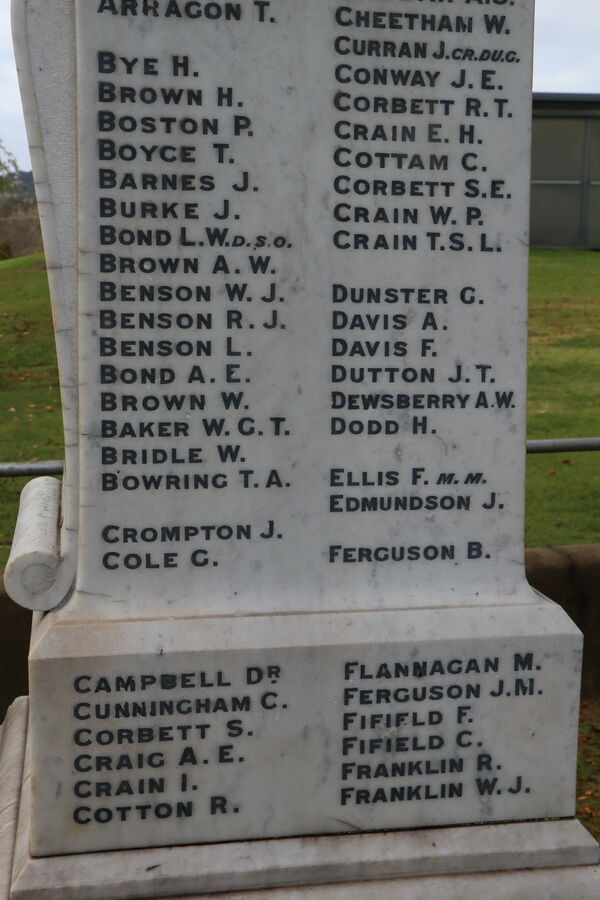 ARRAGON T.
BYE H.
BROWN H.
BOSTON P.
BOYCE T.
BARNES J.
BURKE J.
BOND L.W. D.S.O.
BROWN A.W.
BENSON W.J.
BENSON R.J.
BENSON L.
BOND A.E.
BROWN W.
BAKER W.G.T.
BRIDLE W.
BOWRING T.A.
CROMPTON J.
COLE G.
CHEETHAM W.
CURRAN J. CR.DU.G.
CONWAY J.E.
CORBETT R.T.
CRAIN E.H.
COTTAM C.
CORBETT S.E.
CRAIN W.P.
CRAIN T.S.L.
DUNSTER G.
DAVIS A.
DAVIS F.
DUTTON J.T.
DEWSBERRY A.W.
DODD H.
ELLIS F. M.M.
EDMUNDSON J.
FERGUSON B.
CAMPBELL DR
CUNNINGHAM C.
CORBETT S.
CRAIG A.E.
CRAIN I.
COTTON R.
FLANNAGAN M.
FERGUSON J.M.
FIFIELD F.
FIFIELD C.
FRANKLIN R.
FRANKLIN W.J.